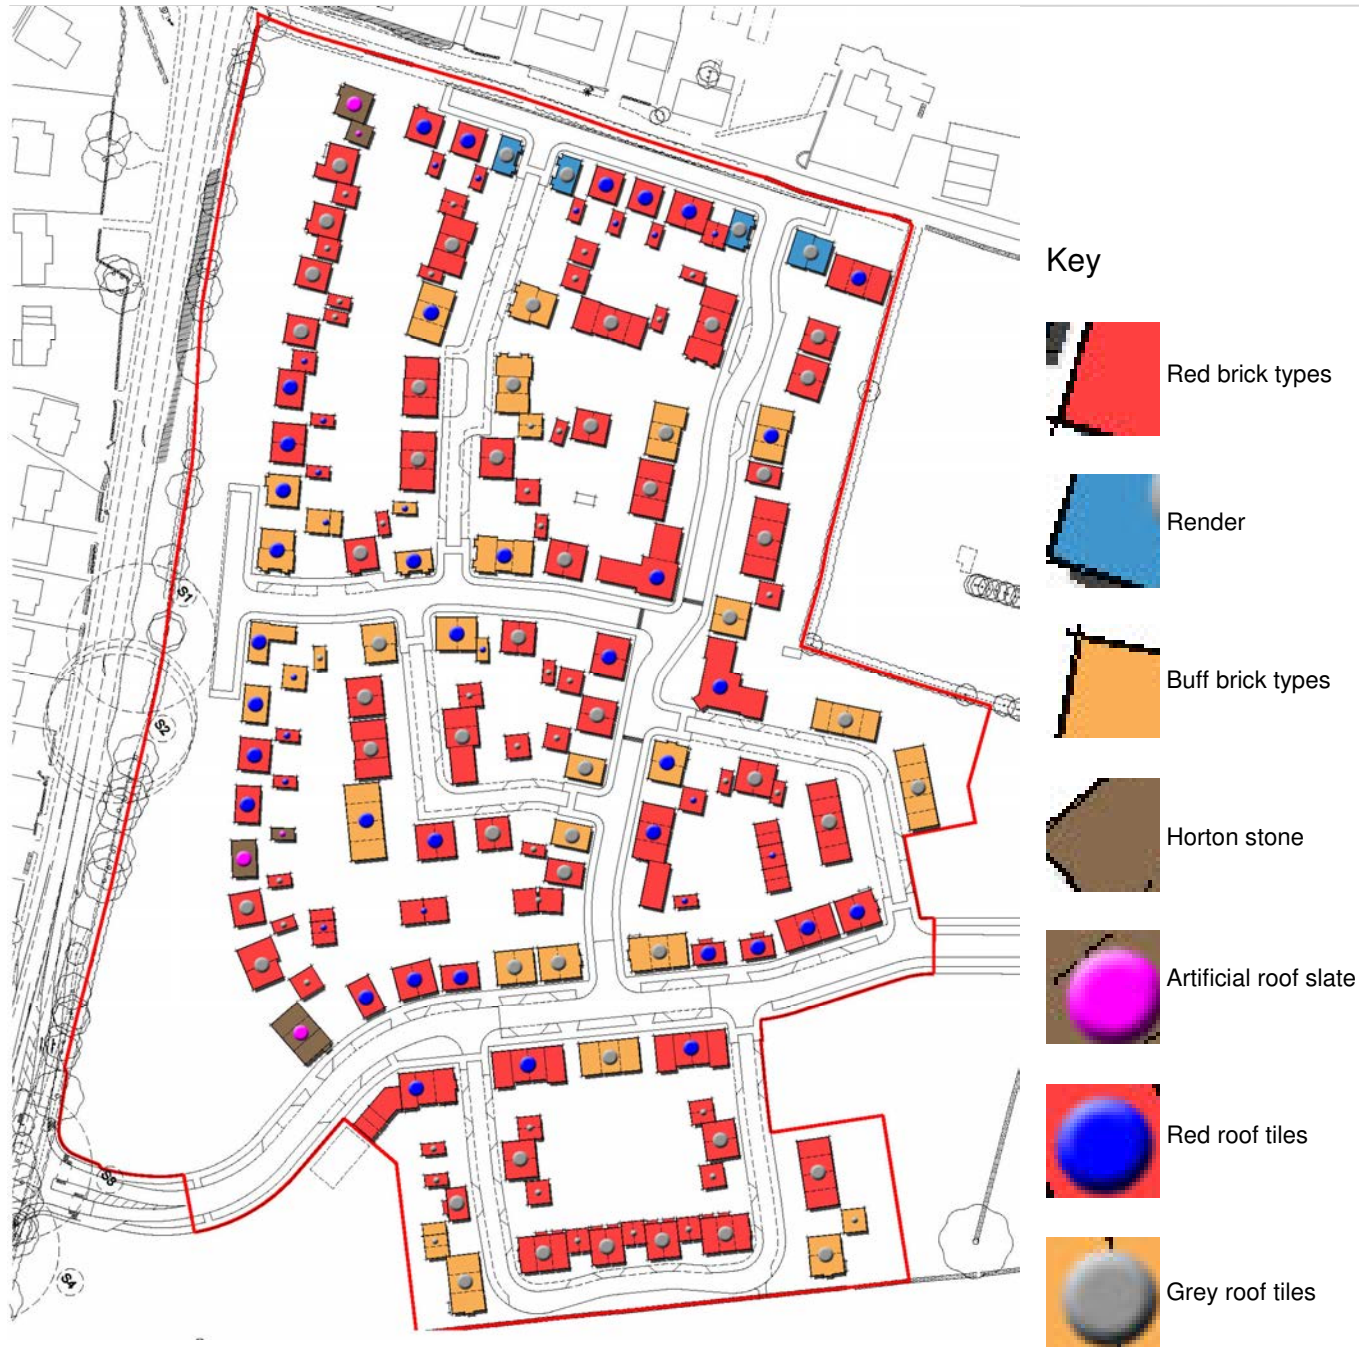 S1
S2
S3
S4
Key
Red brick types
Render
Buff brick types
Horton stone
Artificial roof slate
Red roof tiles
Grey roof tiles